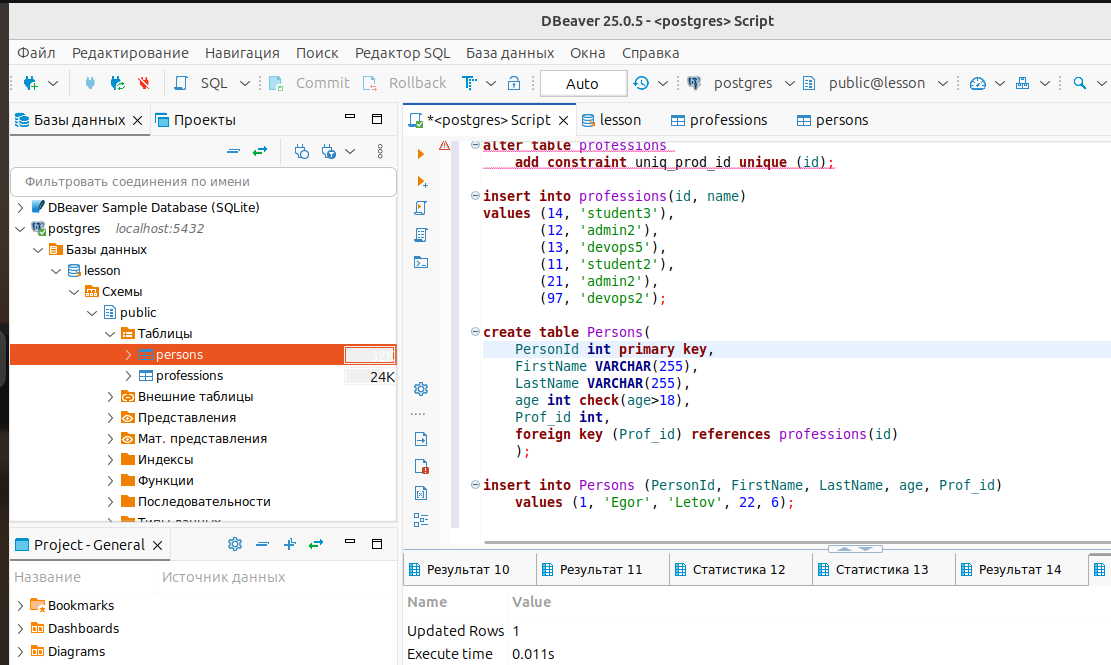 DBeaver 25.0.5 - <postgres> Script
Файл Редактирование Навигация Поиск Редактор SQL База данных Окна Справка
SQL Commit Rollback Auto postgres public@lesson
Базы данных Проекты
*<postgres> Script lesson professions persons
Фильтровать соединения по имени
DBeaver Sample Database (SQLite)
postgres localhost:5432
Базы данных
lesson
Схемы
public
Таблицы
persons 32K
professions 24K
Внешние таблицы
Представления
Мат. представления
Индексы
Функции
Последовательности
Типы данных
alter table professions
add constraint uniq_prod_id unique (id);
insert into professions(id, name)
values (14, 'student3'),
(12, 'admin2'),
(13, 'devops5'),
(11, 'student2'),
(21, 'admin2'),
(97, 'devops2');
create table Persons(
PersonId int primary key,
FirstName VARCHAR(255),
LastName VARCHAR(255),
age int check(age>18),
Prof_id int,
foreign key (Prof_id) references professions(id)
);
insert into Persons (PersonId, FirstName, LastName, age, Prof_id)
values (1, 'Egor', 'Letov', 22, 6);
Project - General
Название Источник данных
Bookmarks
Dashboards
Diagrams
Результат 10 Результат 11 Статистика 12 Статистика 13 Результат 14
Name Value
Updated Rows 1
Execute time 0.011s